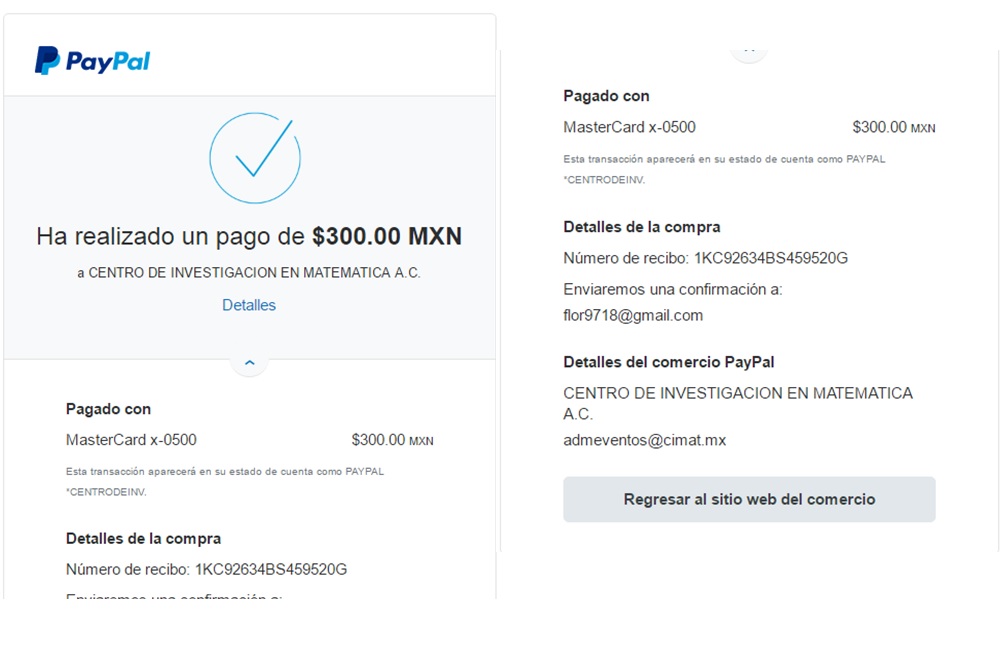 PayPal
Ha realizado un pago de $300.00 MXN
a CENTRO DE INVESTIGACION EN MATEMATICA A.C.
Detalles
Pagado con
MasterCard x-0500 $300.00 MXN
Esta transacción aparecerá en su estado de cuenta como PAYPAL
*CENTRODEINV.
Detalles de la compra
Número de recibo: 1KC92634BS459520G
Enviaremos una confirmación a:
Pagado con
MasterCard x-0500 $300.00 MXN
Esta transacción aparecerá en su estado de cuenta como PAYPAL
*CENTRODEINV.
Detalles de la compra
Número de recibo: 1KC92634BS459520G
Enviaremos una confirmación a:
flor9718@gmail.com
Detalles del comercio PayPal
CENTRO DE INVESTIGACION EN MATEMATICA
A.C.
admeventos@cimat.mx
Regresar al sitio web del comercio